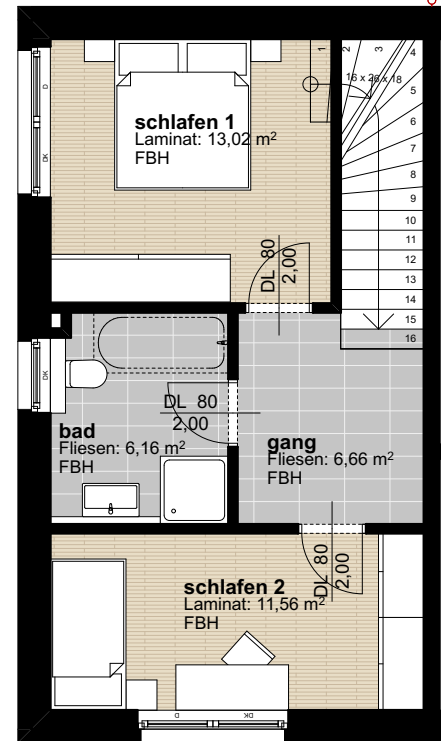 1
2
3
4
16 x 26 x 18
5
6
7
8
9
10
11
12
13
14
15
16
D
DK
schlafen 1
Laminat: 13,02 m²
FBH
DL 80
2,00
DK
DL 80
2,00
bad
Fliesen: 6,16 m²
FBH
gang
Fliesen: 6,66 m²
FBH
DL 80
2,00
schlafen 2
Laminat: 11,56 m²
FBH
D
DK